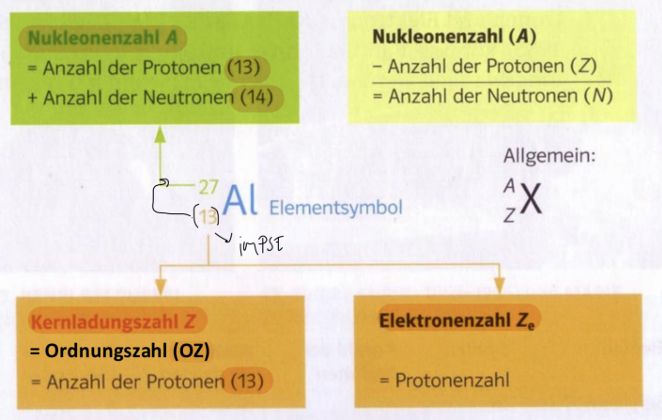 Nukleonenzahl A
= Anzahl der Protonen (13)
+ Anzahl der Neutronen (14)
Nukleonenzahl (A)
− Anzahl der Protonen (Z)
= Anzahl der Neutronen (N)
Allgemein:
A
Z X
27
(13) Al Elementsymbol
im PSE
Kernladungszahl Z
= Ordnungszahl (OZ)
= Anzahl der Protonen (13)
Elektronenzahl Zₑ
= Protonenzahl